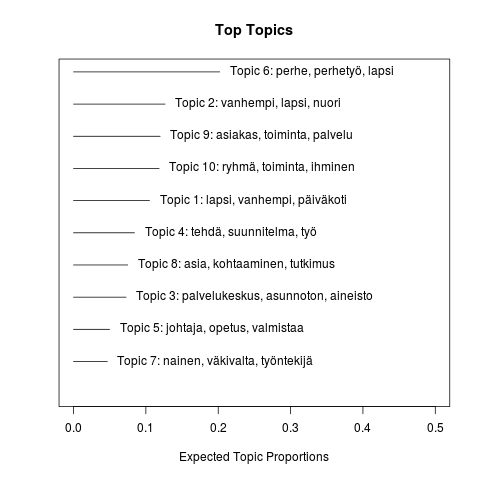 Top Topics
Topic 6: perhe, perhetyö, lapsi
Topic 2: vanhempi, lapsi, nuori
Topic 9: asiakas, toiminta, palvelu
Topic 10: ryhmä, toiminta, ihminen
Topic 1: lapsi, vanhempi, päiväkoti
Topic 4: tehdä, suunnitelma, työ
Topic 8: asia, kohtaaminen, tutkimus
Topic 3: palvelukeskus, asunnoton, aineisto
Topic 5: johtaja, opetus, valmistaa
Topic 7: nainen, väkivalta, työntekijä
0.0 0.1 0.2 0.3 0.4 0.5
Expected Topic Proportions